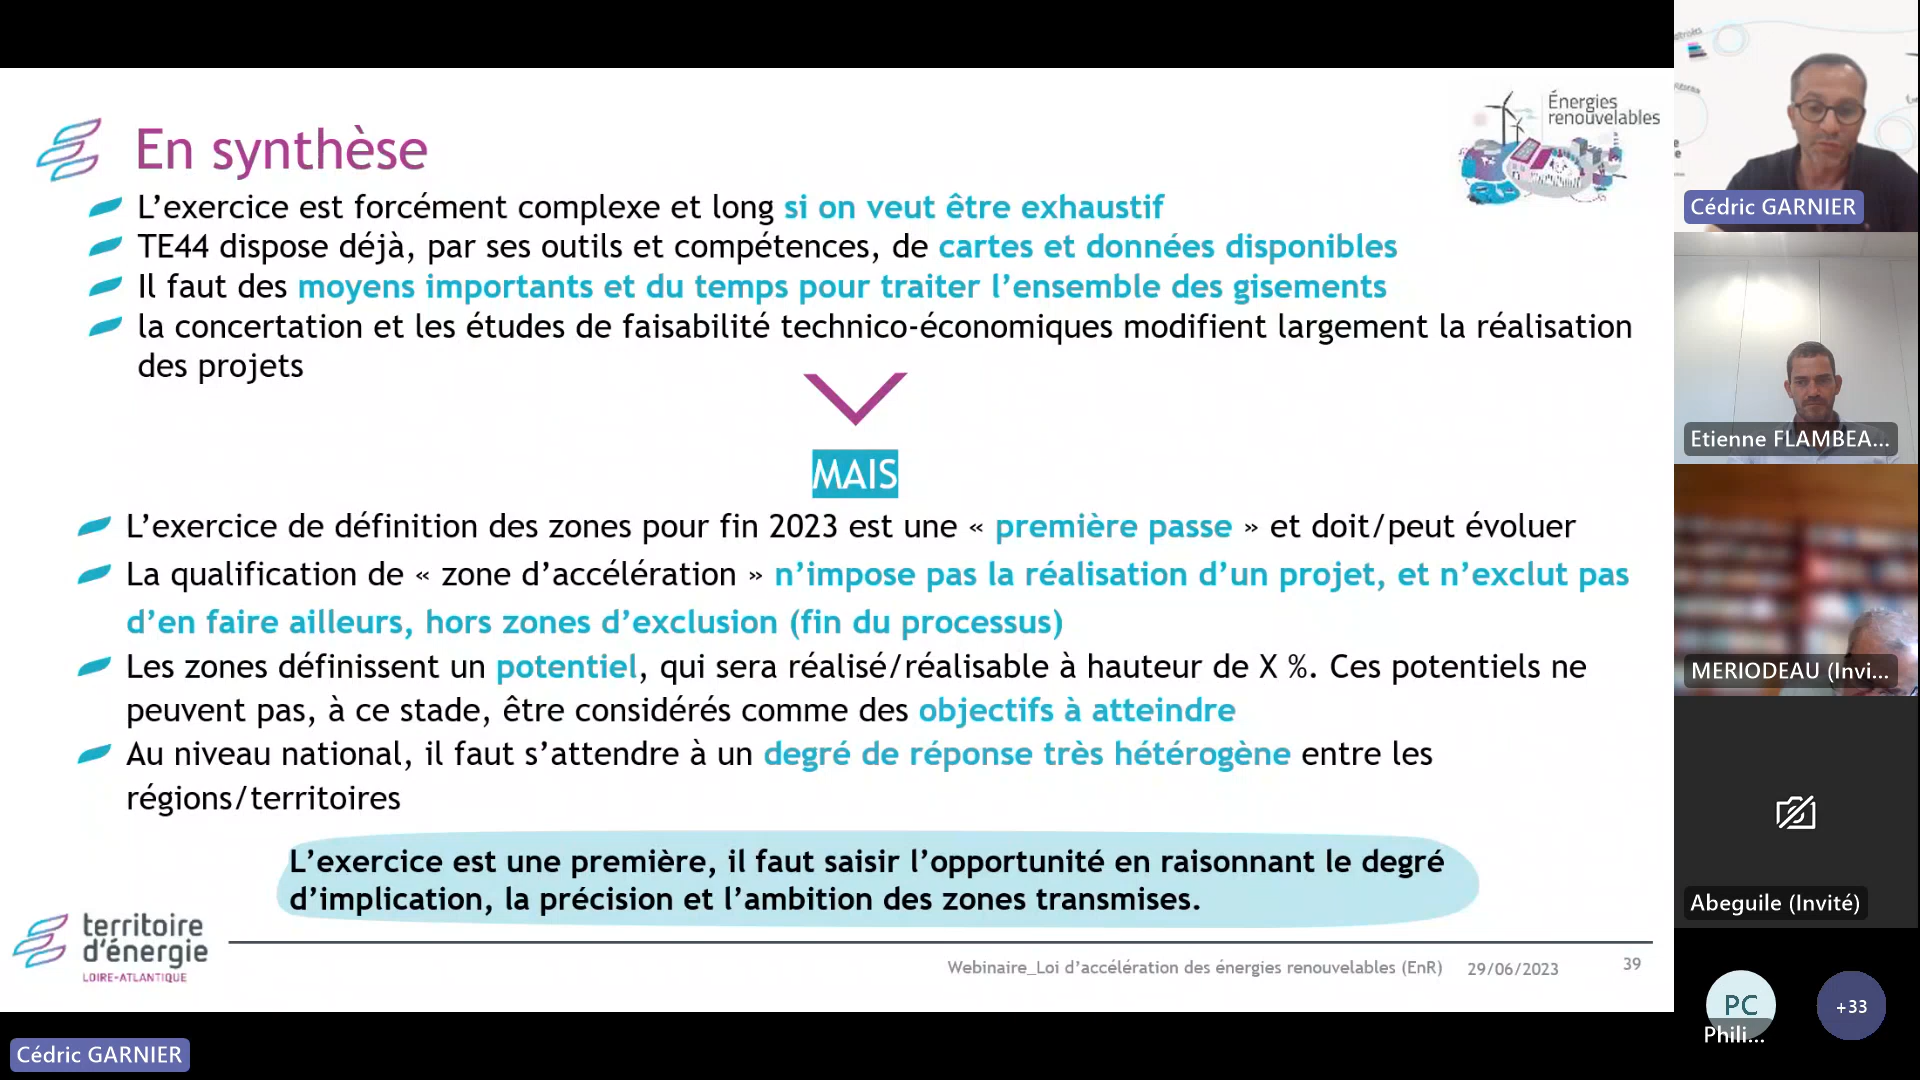 Énergies
renouvelables
En synthèse
L’exercice est forcément complexe et long si on veut être exhaustif
TE44 dispose déjà, par ses outils et compétences, de cartes et données disponibles
Il faut des moyens importants et du temps pour traiter l’ensemble des gisements
la concertation et les études de faisabilité technico-économiques modifient largement la réalisation
des projets
MAIS
L’exercice de définition des zones pour fin 2023 est une « première passe » et doit/peut évoluer
La qualification de « zone d’accélération » n’impose pas la réalisation d’un projet, et n’exclut pas
d’en faire ailleurs, hors zones d’exclusion (fin du processus)
Les zones définissent un potentiel, qui sera réalisé/réalisable à hauteur de X %. Ces potentiels ne
peuvent pas, à ce stade, être considérés comme des objectifs à atteindre
Au niveau national, il faut s’attendre à un degré de réponse très hétérogène entre les
régions/territoires
L’exercice est une première, il faut saisir l’opportunité en raisonnant le degré
d’implication, la précision et l’ambition des zones transmises.
territoire
d’énergie
LOIRE-ATLANTIQUE
Webinaire_Loi d’accélération des énergies renouvelables (EnR) 29/06/2023 39
Cédric GARNIER
Cédric GARNIER
Etienne FLAMBEA...
MERIODEAU (Invi...
Abeguile (Invité)
PC
Phili...
+33